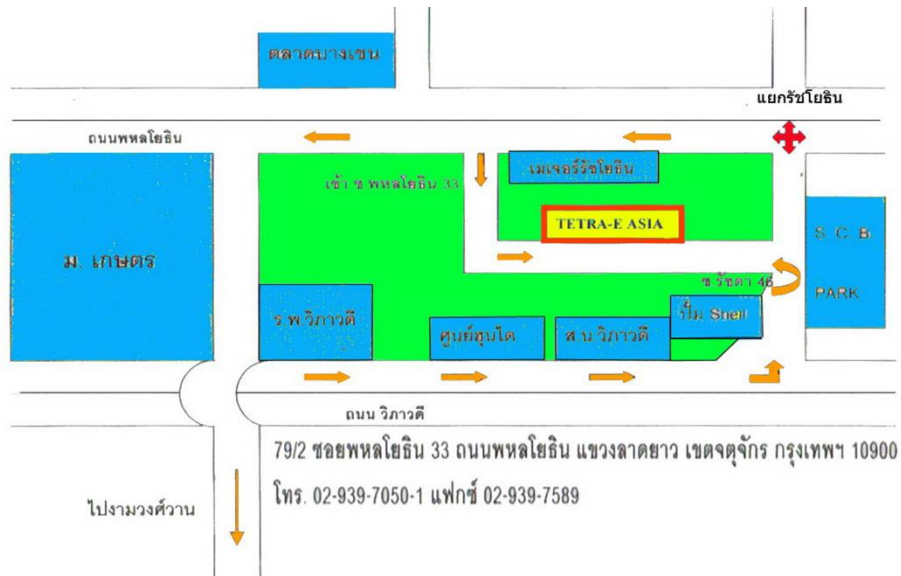 ตลาดบางเขน
แยกรัชโยธิน
ถนนพหลโยธิน
เมเจอร์รัชโยธิน
เข้า ซ พหลโยธิน 33
TETRA-E ASIA
S. C. B.
PARK
ม. เกษตร
ซ รัชดา 46
ร.พ.วิภาวดี
ศูนย์ฮุนได
ส.น.วิภาวดี
ปั๊ม Shell
ถนน วิภาวดี
79/2 ซอยพหลโยธิน 33 ถนนพหลโยธิน แขวงลาดยาว เขตจตุจักร กรุงเทพฯ 10900
โทร. 02-939-7050-1 แฟกซ์ 02-939-7589
ไปงามวงศ์วาน